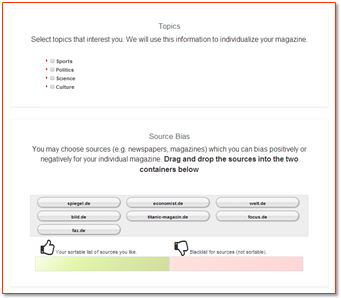 Topics
Select topics that interest you. We will use this information to individualize your magazine.
Sports
Politics
Science
Culture
Source Bias
You may choose sources (e.g. newspapers, magazines) which you can bias positively or
negatively for your individual magazine. Drag and drop the sources into the two
containers below
spiegel.de economist.de welt.de
bild.de titanic-magazin.de focus.de
faz.de
Your sortable list of sources you like. Blacklist for sources (not sortable).